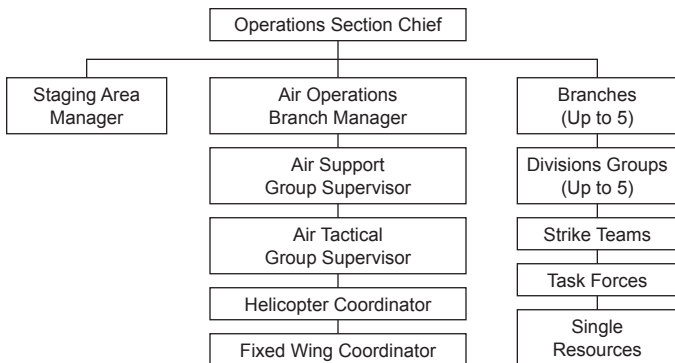 Operations Section Chief
Staging Area
Manager
Air Operations
Branch Manager
Branches
(Up to 5)
Air Support
Group Supervisor
Divisions Groups
(Up to 5)
Air Tactical
Group Supervisor
Strike Teams
Task Forces
Helicopter Coordinator
Single
Resources
Fixed Wing Coordinator